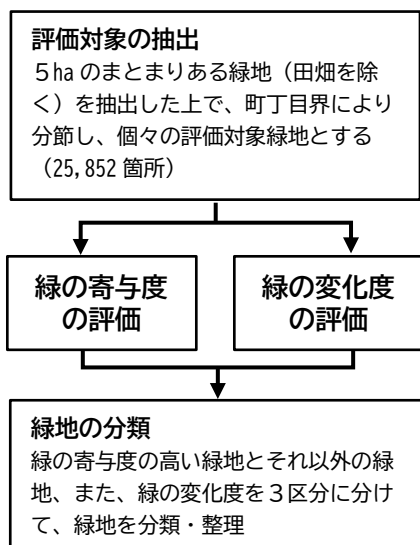 評価対象の抽出
５ha のまとまりある緑地（田畑を除
く）を抽出した上で、町丁目界により
分節し、個々の評価対象緑地とする
（25,852 箇所）
緑の寄与度
の評価
緑の変化度
の評価
緑地の分類
緑の寄与度の高い緑地とそれ以外の緑
地、また、緑の変化度を３区分に分け
て、緑地を分類・整理